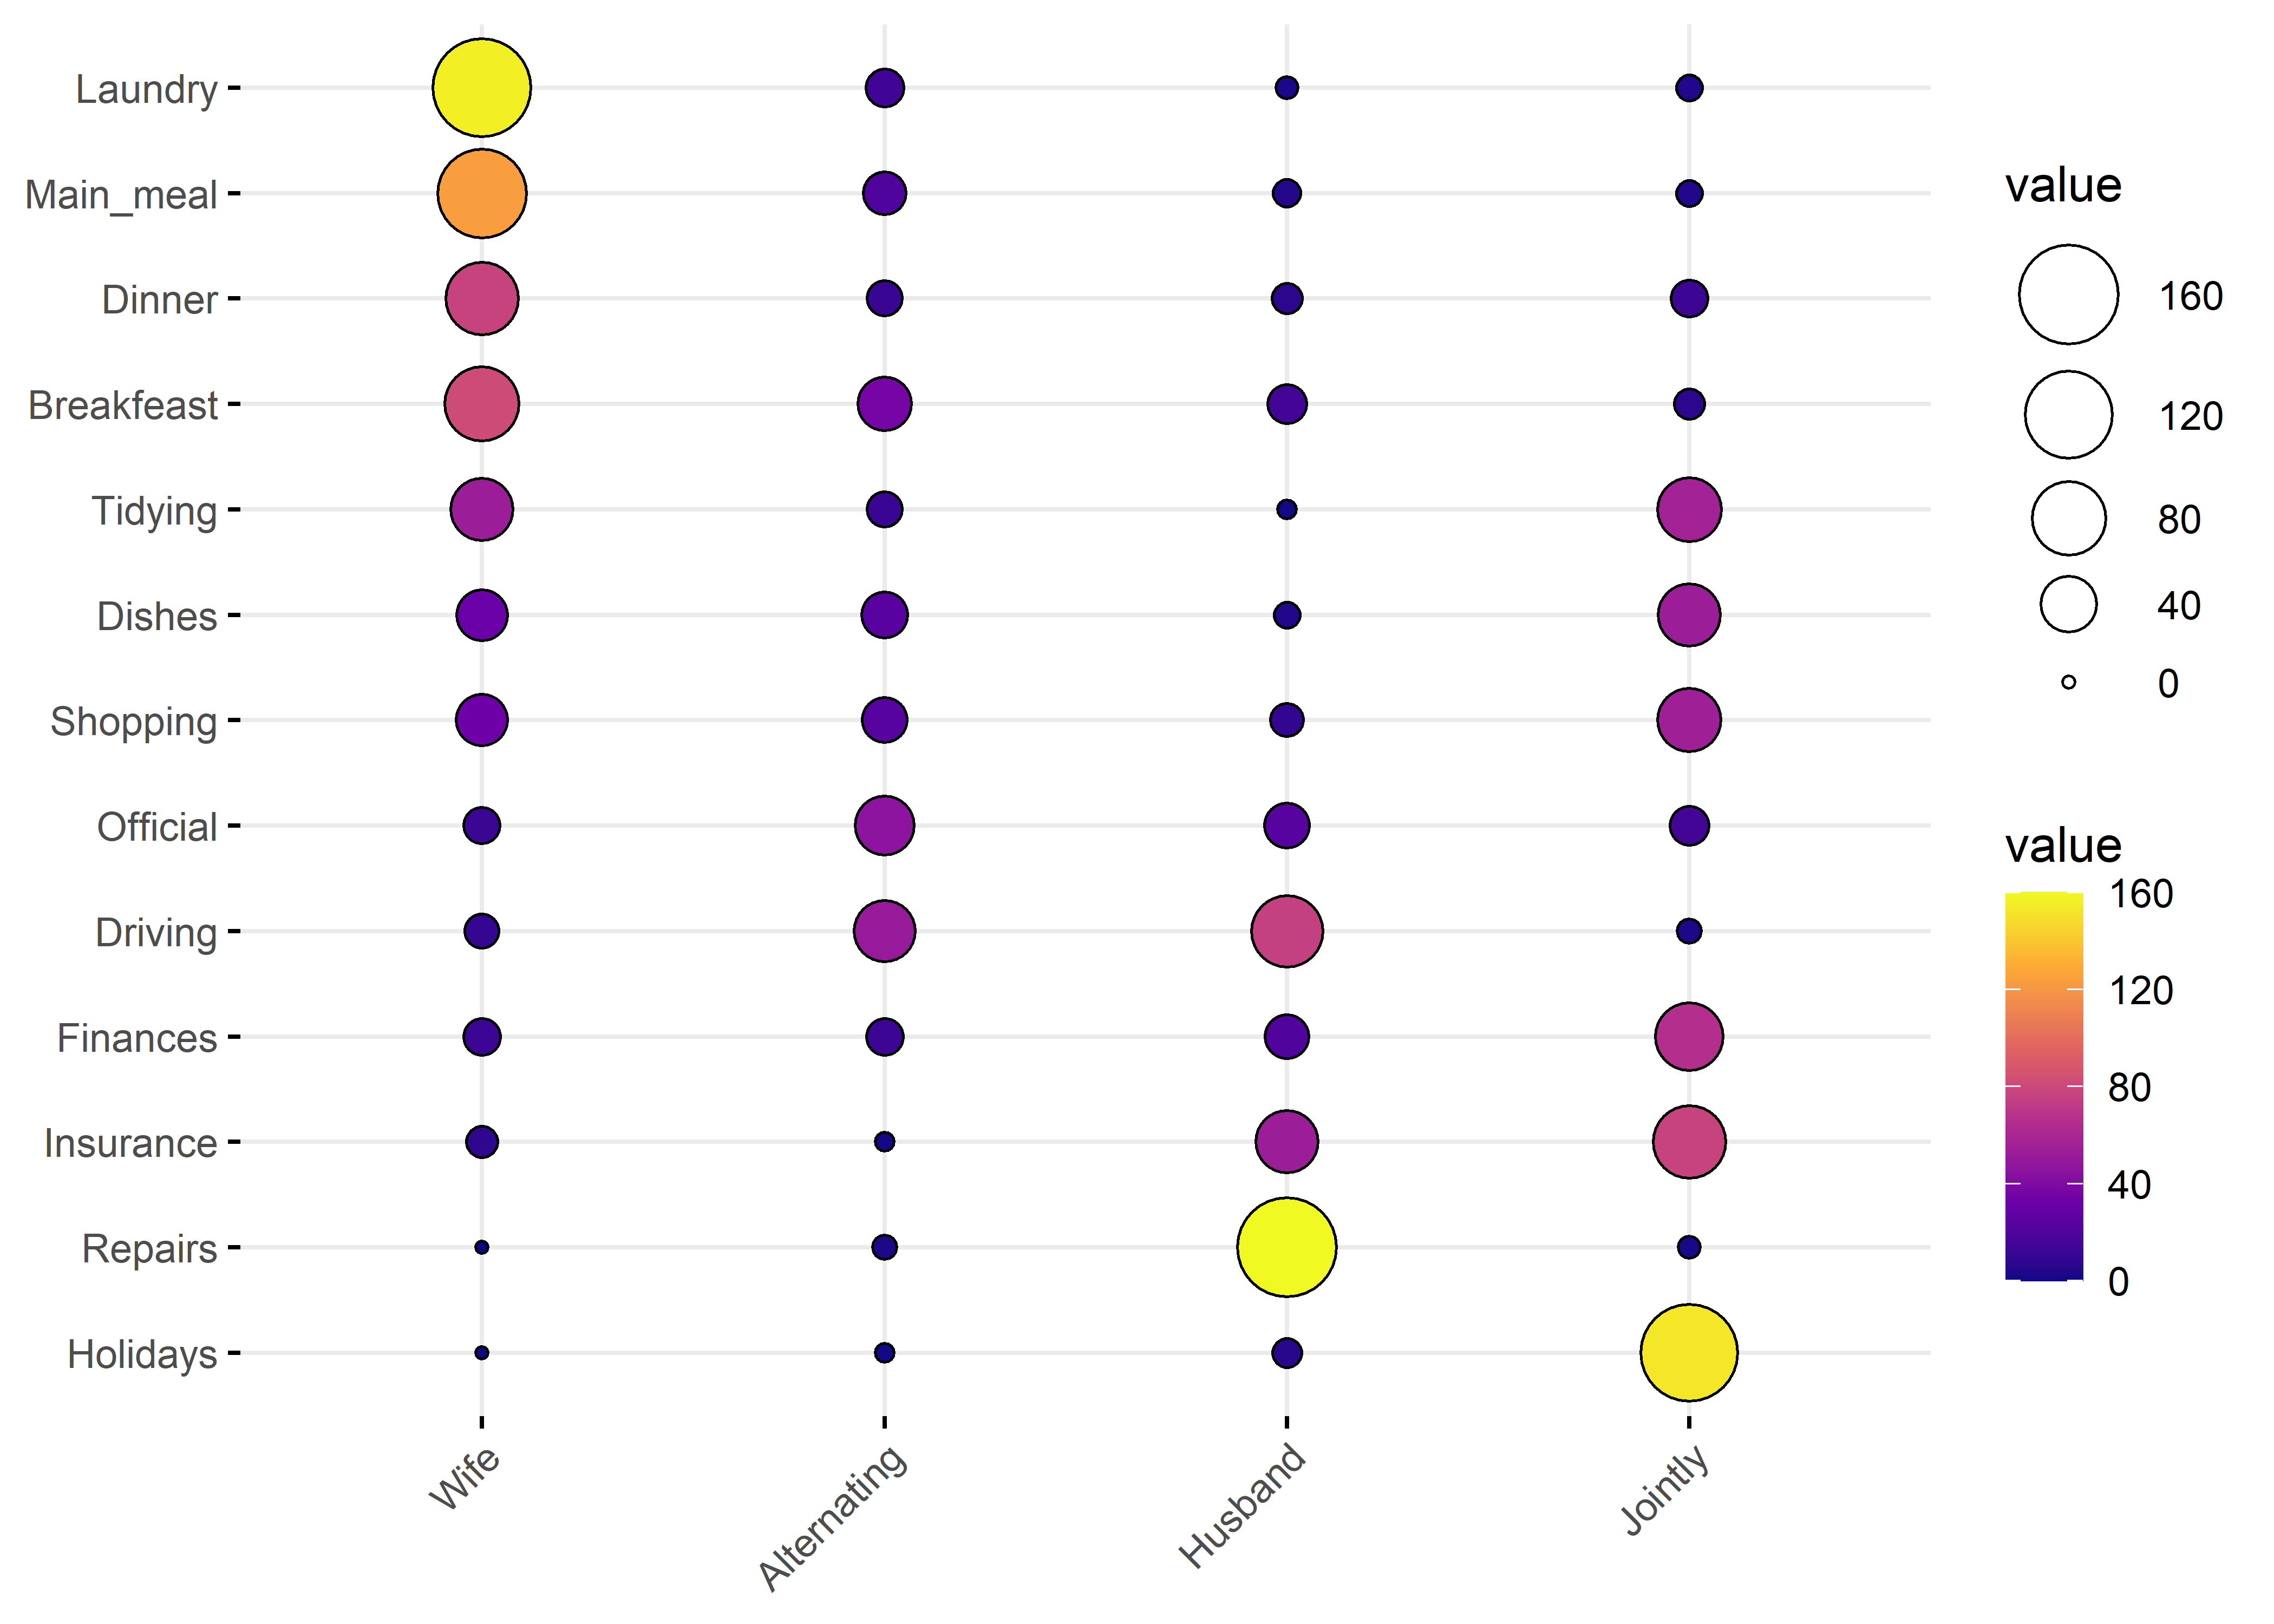 Laundry
Main_meal
Dinner
Breakfeast
Tidying
Dishes
Shopping
Official
Driving
Finances
Insurance
Repairs
Holidays
Wife
Alternating
Husband
Jointly
value
160
120
80
40
0
value
160
120
80
40
0